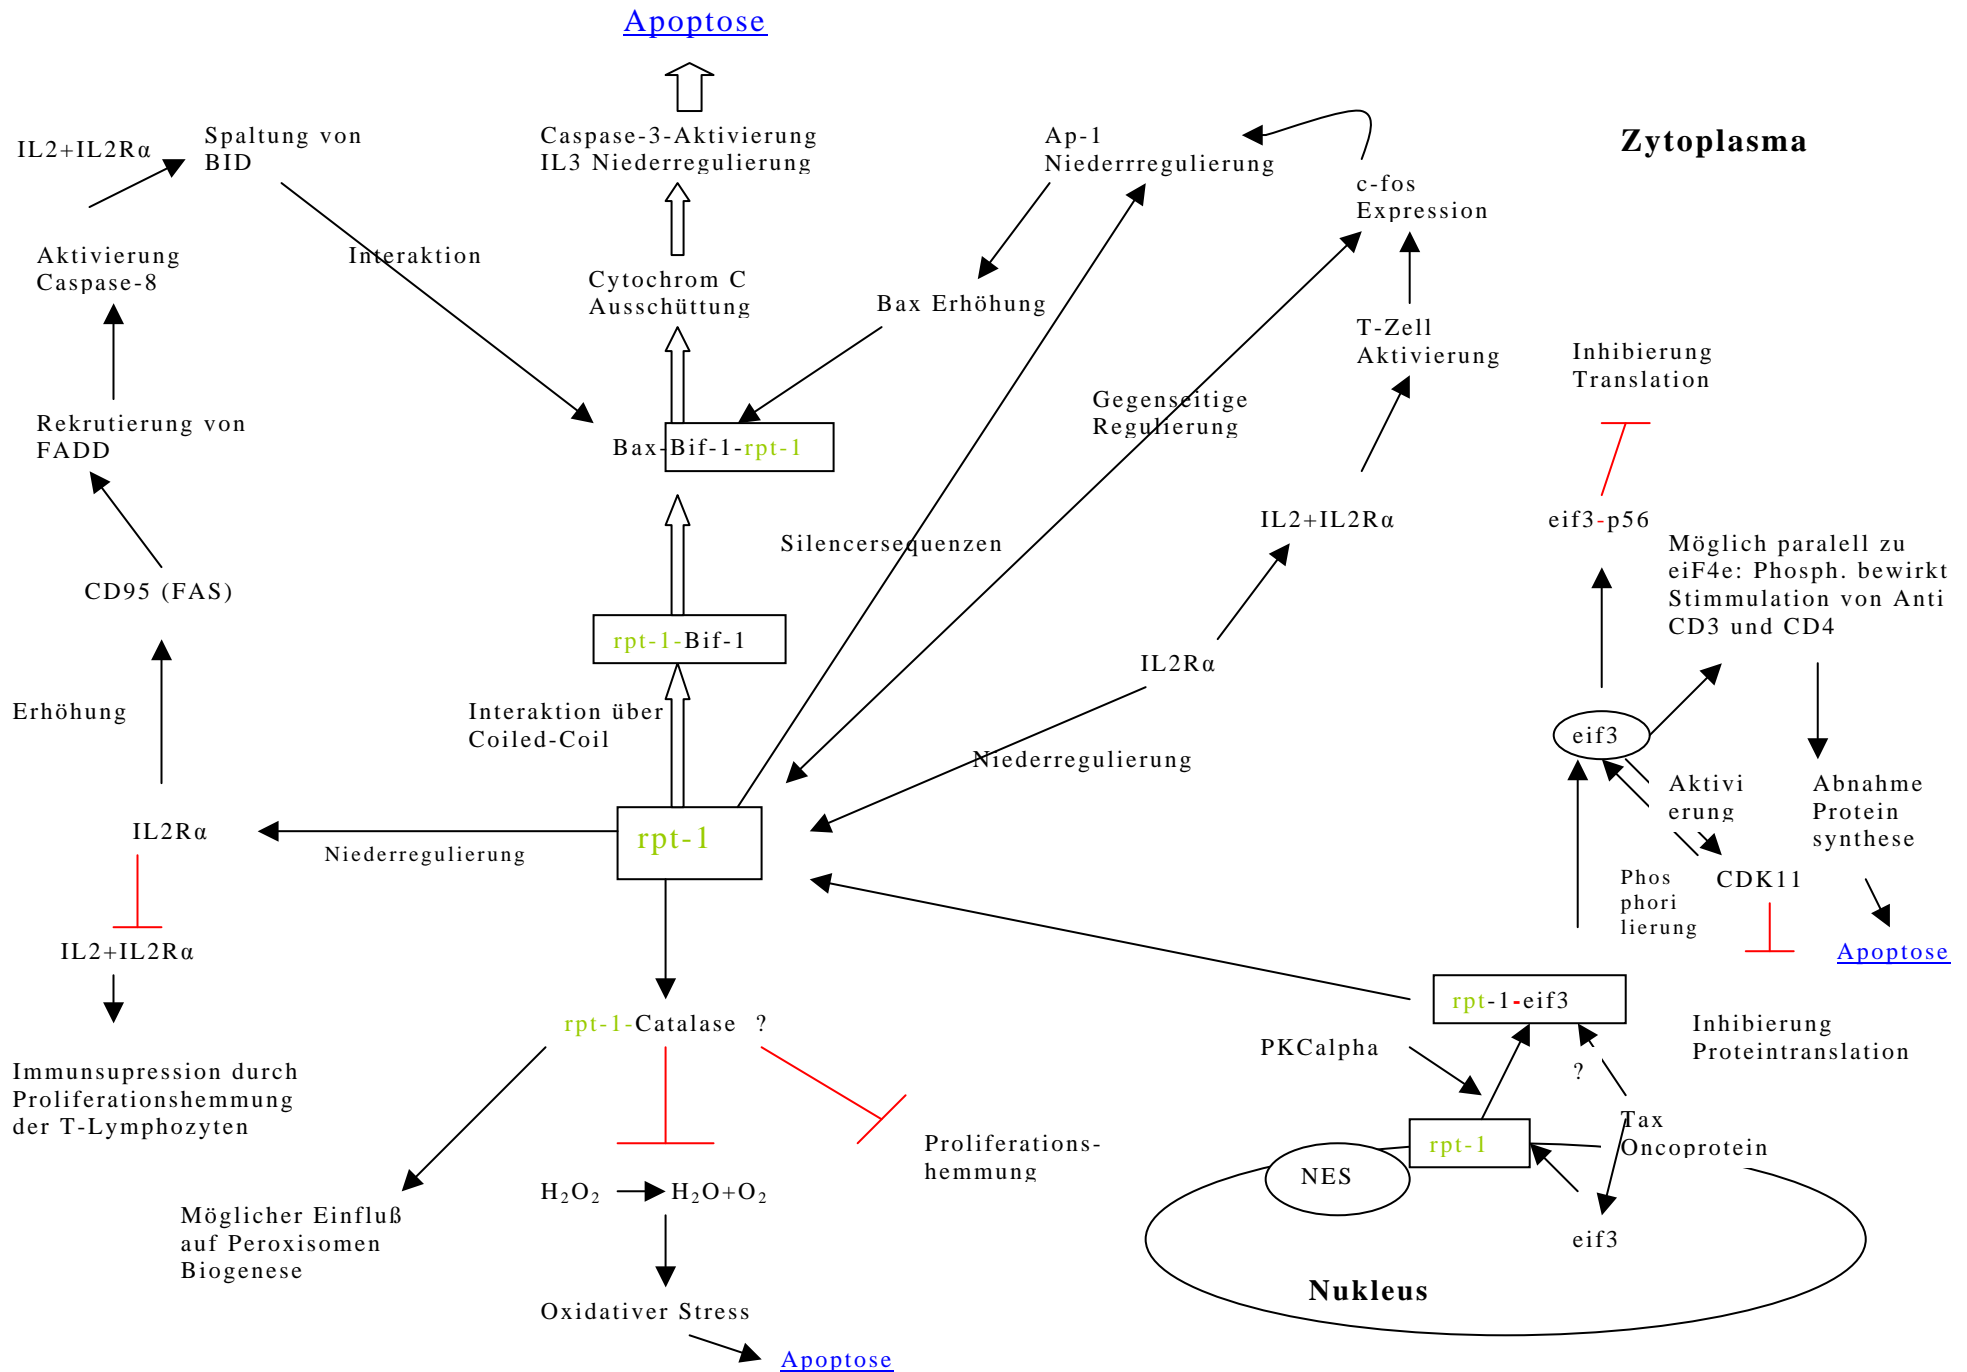 Apoptose
IL2+IL2Rα
Spaltung von
BID
Caspase-3-Aktivierung
IL3 Niederregulierung
Ap-1
Niederrregulierung
Zytoplasma
c-fos
Expression
Aktivierung
Caspase-8
Interaktion
Cytochrom C
Ausschüttung
Bax Erhöhung
T-Zell
Aktivierung
Inhibierung
Translation
Rekrutierung von
FADD
Bax-Bif-1-rpt-1
Gegenseitige
Regulierung
Silencersequenzen
IL2+IL2Rα
eif3-p56
Möglich paralell zu
eiF4e: Phosph. bewirkt
Stimmulation von Anti
CD3 und CD4
CD95 (FAS)
rpt-1-Bif-1
IL2Rα
Erhöhung
Interaktion über
Coiled-Coil
Niederregulierung
eif3
Aktivi
erung
Abnahme
Protein
synthese
IL2Rα
Niederregulierung
rpt-1
Phos
phori
lierung
CDK11
Apoptose
IL2+IL2Rα
rpt-1-eif3
rpt-1-Catalase ?
PKCalpha
?
Inhibierung
Proteintranslation
Immunsupression durch
Proliferationshemmung
der T-Lymphozyten
Proliferations-
hemmung
rpt-1
Tax
Oncoprotein
NES
H₂O₂
H₂O+O₂
Möglicher Einfluß
auf Peroxisomen
Biogenese
eif3
Nukleus
Oxidativer Stress
Apoptose